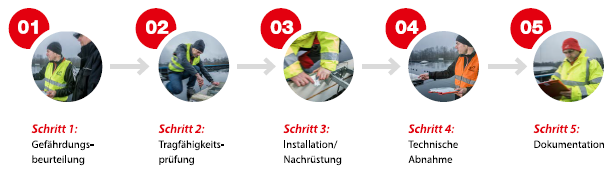 01
02
03
04
05
Schritt 1:
Gefährdungs-
beurteilung
Schritt 2:
Tragfähigkeits-
prüfung
Schritt 3:
Installation/
Nachrüstung
Schritt 4:
Technische
Abnahme
Schritt 5:
Dokumentation